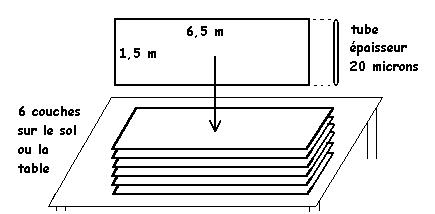 6,5 m
1,5 m
tube
épaisseur
20 microns
6 couches
sur le sol
ou la
table